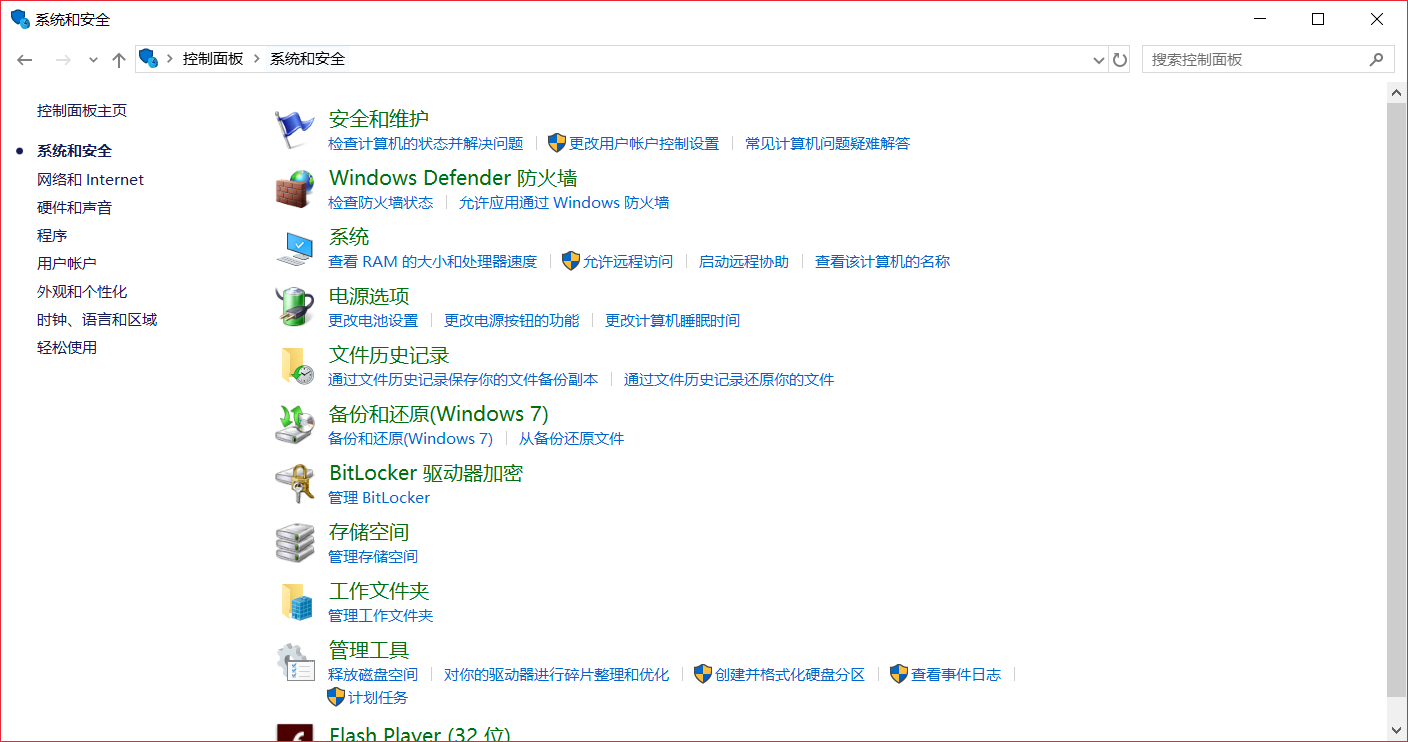 系统和安全
控制面板 系统和安全
搜索控制面板
控制面板主页
系统和安全
网络和 Internet
硬件和声音
程序
用户帐户
外观和个性化
时钟、语言和区域
轻松使用
安全和维护
检查计算机的状态并解决问题 更改用户帐户控制设置 常见计算机问题疑难解答
Windows Defender 防火墙
检查防火墙状态 允许应用通过 Windows 防火墙
系统
查看 RAM 的大小和处理器速度 允许远程访问 启动远程协助 查看该计算机的名称
电源选项
更改电池设置 更改电源按钮的功能 更改计算机睡眠时间
文件历史记录
通过文件历史记录保存你的文件备份副本 通过文件历史记录还原你的文件
备份和还原(Windows 7)
备份和还原(Windows 7) 从备份还原文件
BitLocker 驱动器加密
管理 BitLocker
存储空间
管理存储空间
工作文件夹
管理工作文件夹
管理工具
释放磁盘空间 对你的驱动器进行碎片整理和优化 创建并格式化硬盘分区 查看事件日志
计划任务
Flash Player (32 位)